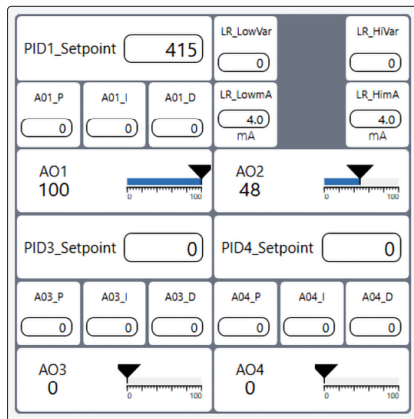 PID1_Setpoint 415
LR_LowVar 0
LR_HiVar 0
A01_P 0
A01_I 0
A01_D 0
LR_LowmA 4.0 mA
LR_HimA 4.0 mA
AO1
100
0 100
AO2
48
0 100
PID3_Setpoint 0
PID4_Setpoint 0
A03_P 0
A03_I 0
A03_D 0
A04_P 0
A04_I 0
A04_D 0
AO3
0
0 100
AO4
0
0 100